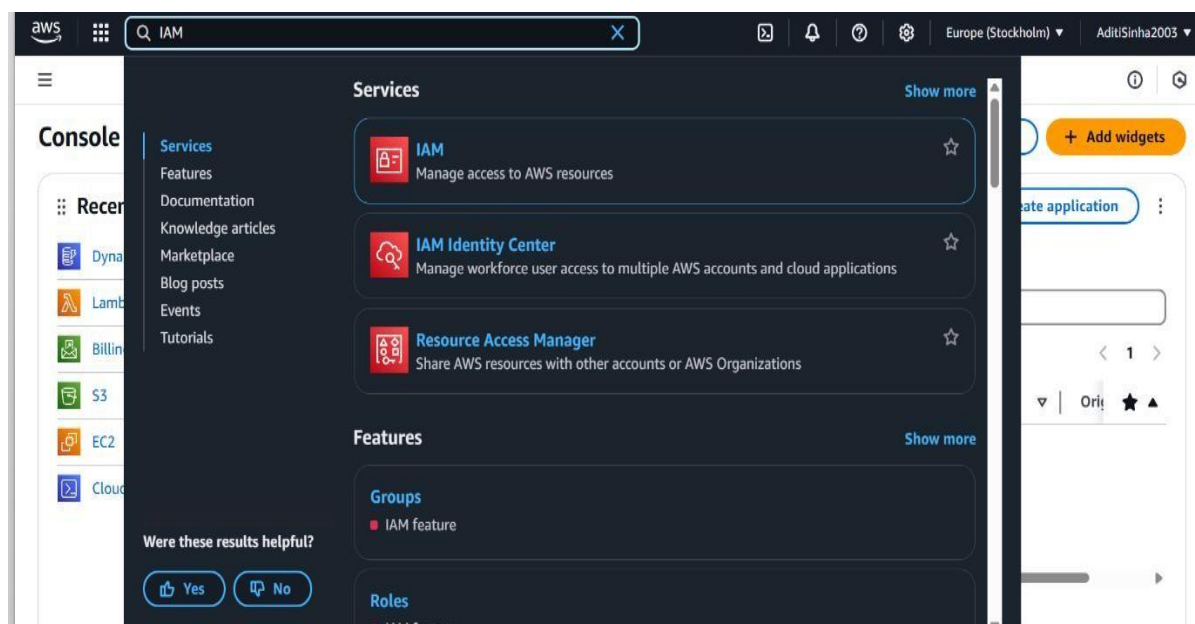 aws
IAM
Europe (Stockholm) ▼
AditiSinha2003 ▼
Console
+ Add widgets
Services
Features
Documentation
Knowledge articles
Marketplace
Blog posts
Events
Tutorials
Were these results helpful?
Yes
No
Services
Show more
IAM
Manage access to AWS resources
IAM Identity Center
Manage workforce user access to multiple AWS accounts and cloud applications
Resource Access Manager
Share AWS resources with other accounts or AWS Organizations
Features
Show more
Groups
IAM feature
Roles
Recen
Dyna
Lamb
Billin
S3
EC2
Cloud
eate application
1
Orig